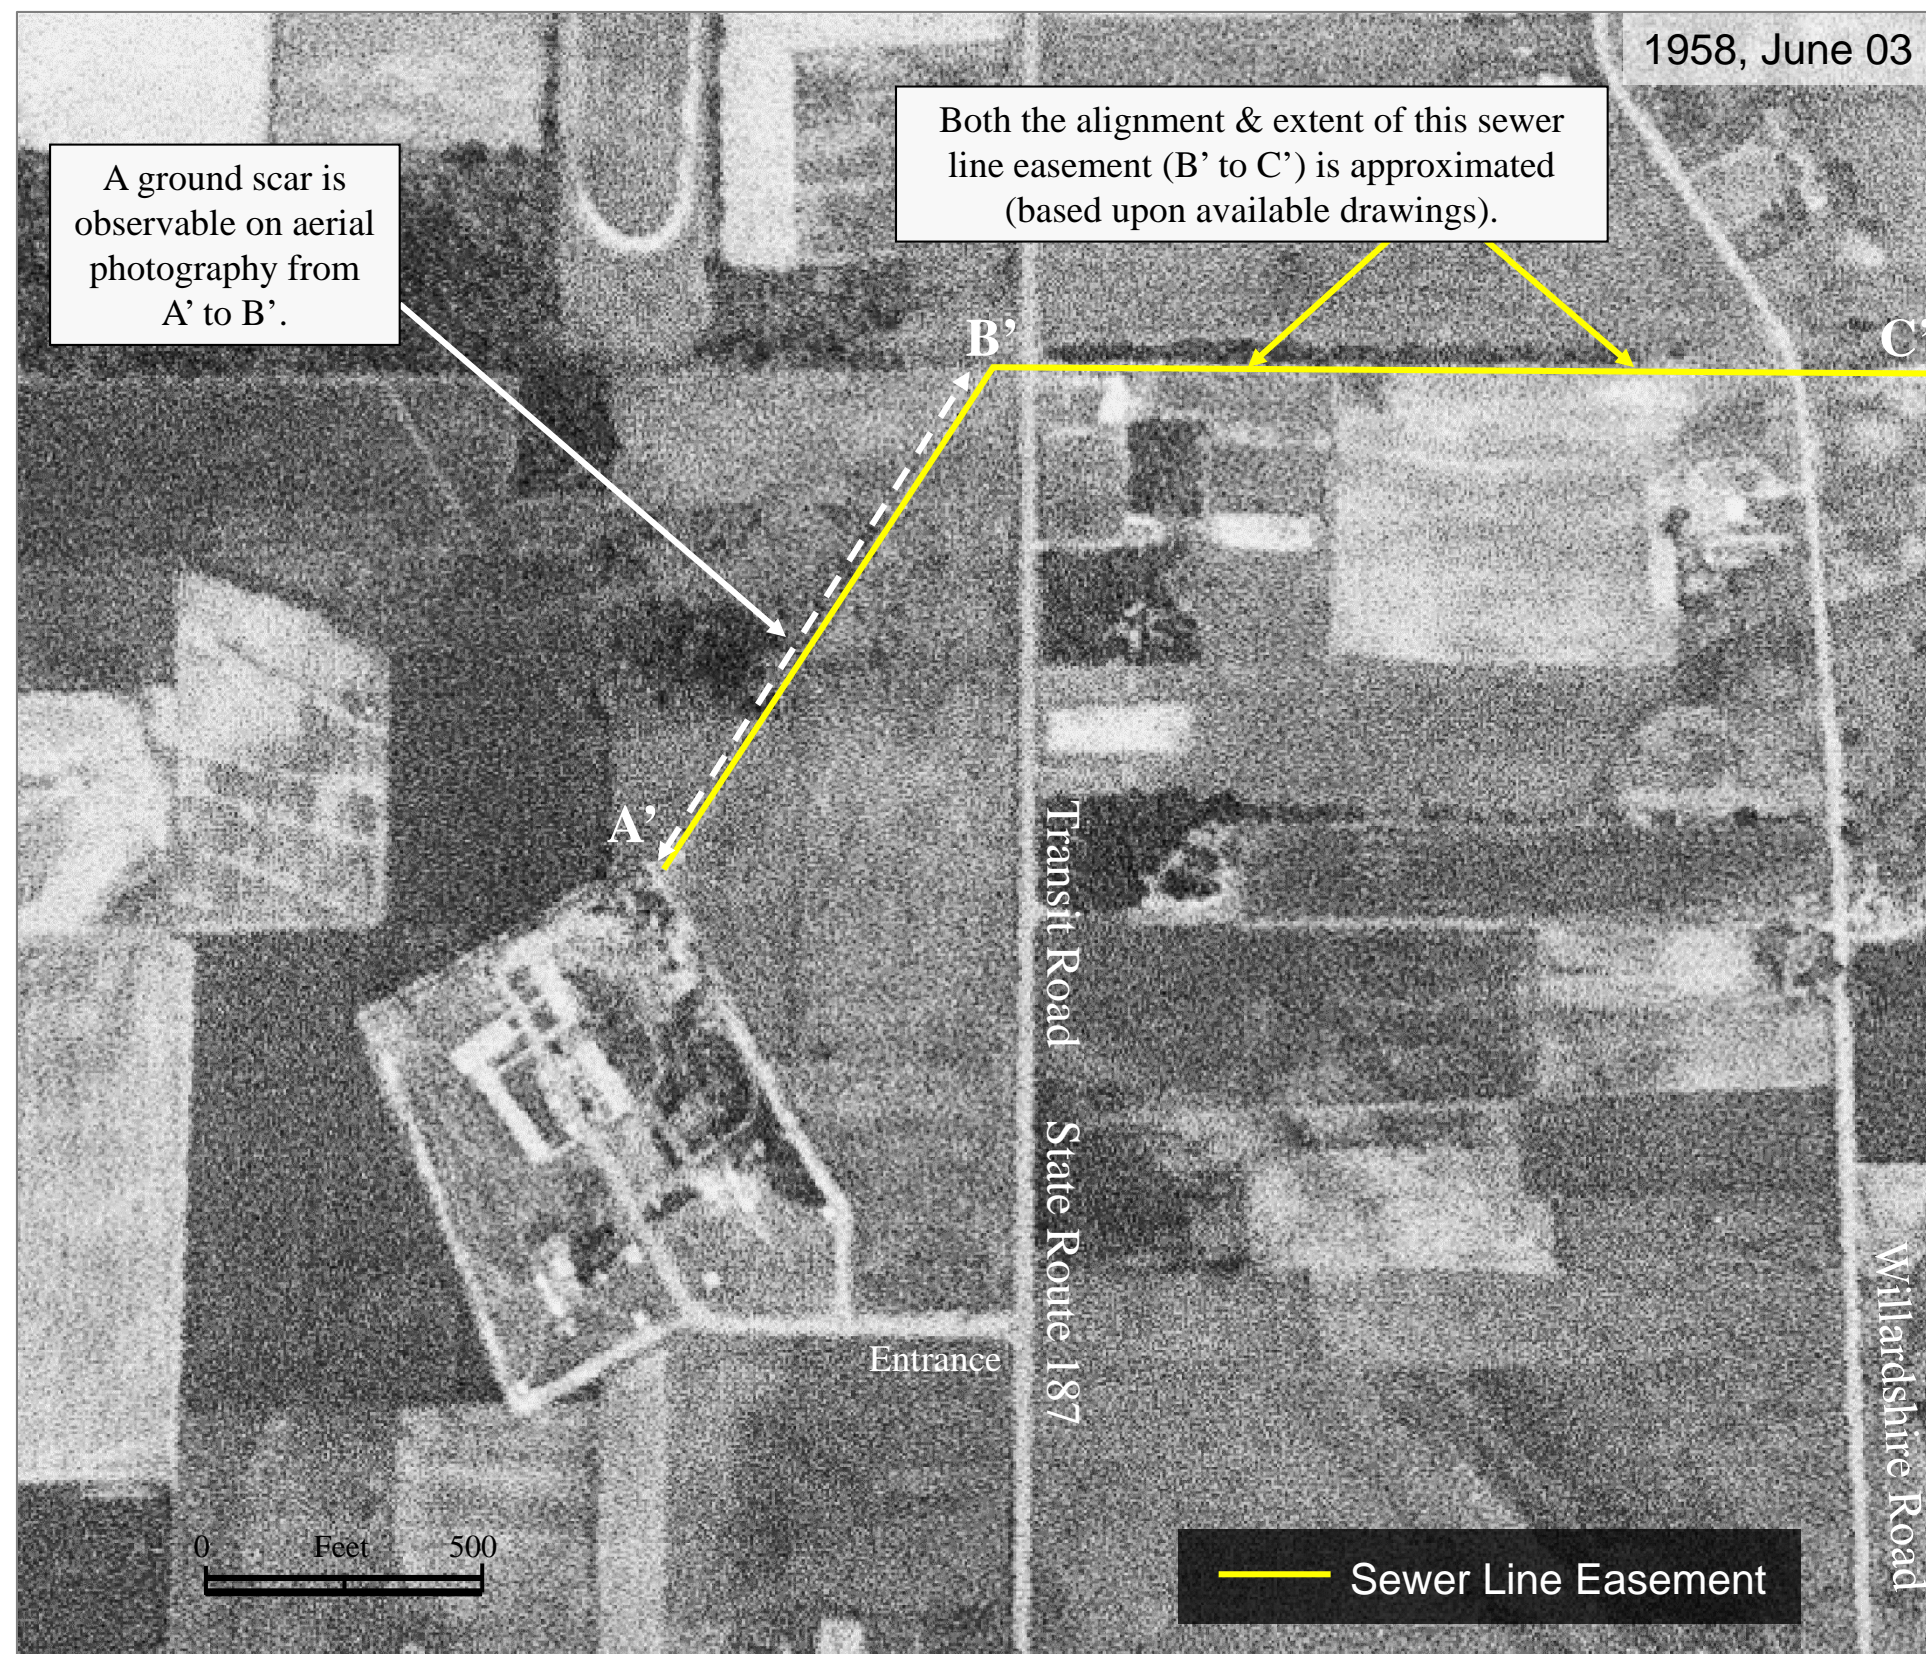 1958, June 03
Both the alignment & extent of this sewer
line easement (B’ to C’) is approximated
(based upon available drawings).
A ground scar is
observable on aerial
photography from
A’ to B’.
B’
C
A’
Transit Road State Route 187
Entrance
Willardshire Road
0 Feet 500
Sewer Line Easement